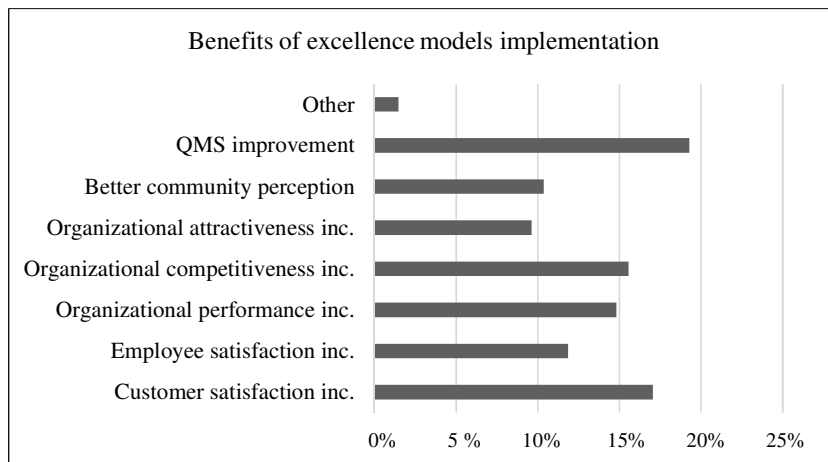 Benefits of excellence models implementation
Other
QMS improvement
Better community perception
Organizational attractiveness inc.
Organizational competitiveness inc.
Organizational performance inc.
Employee satisfaction inc.
Customer satisfaction inc.
0% 5 % 10% 15% 20% 25%